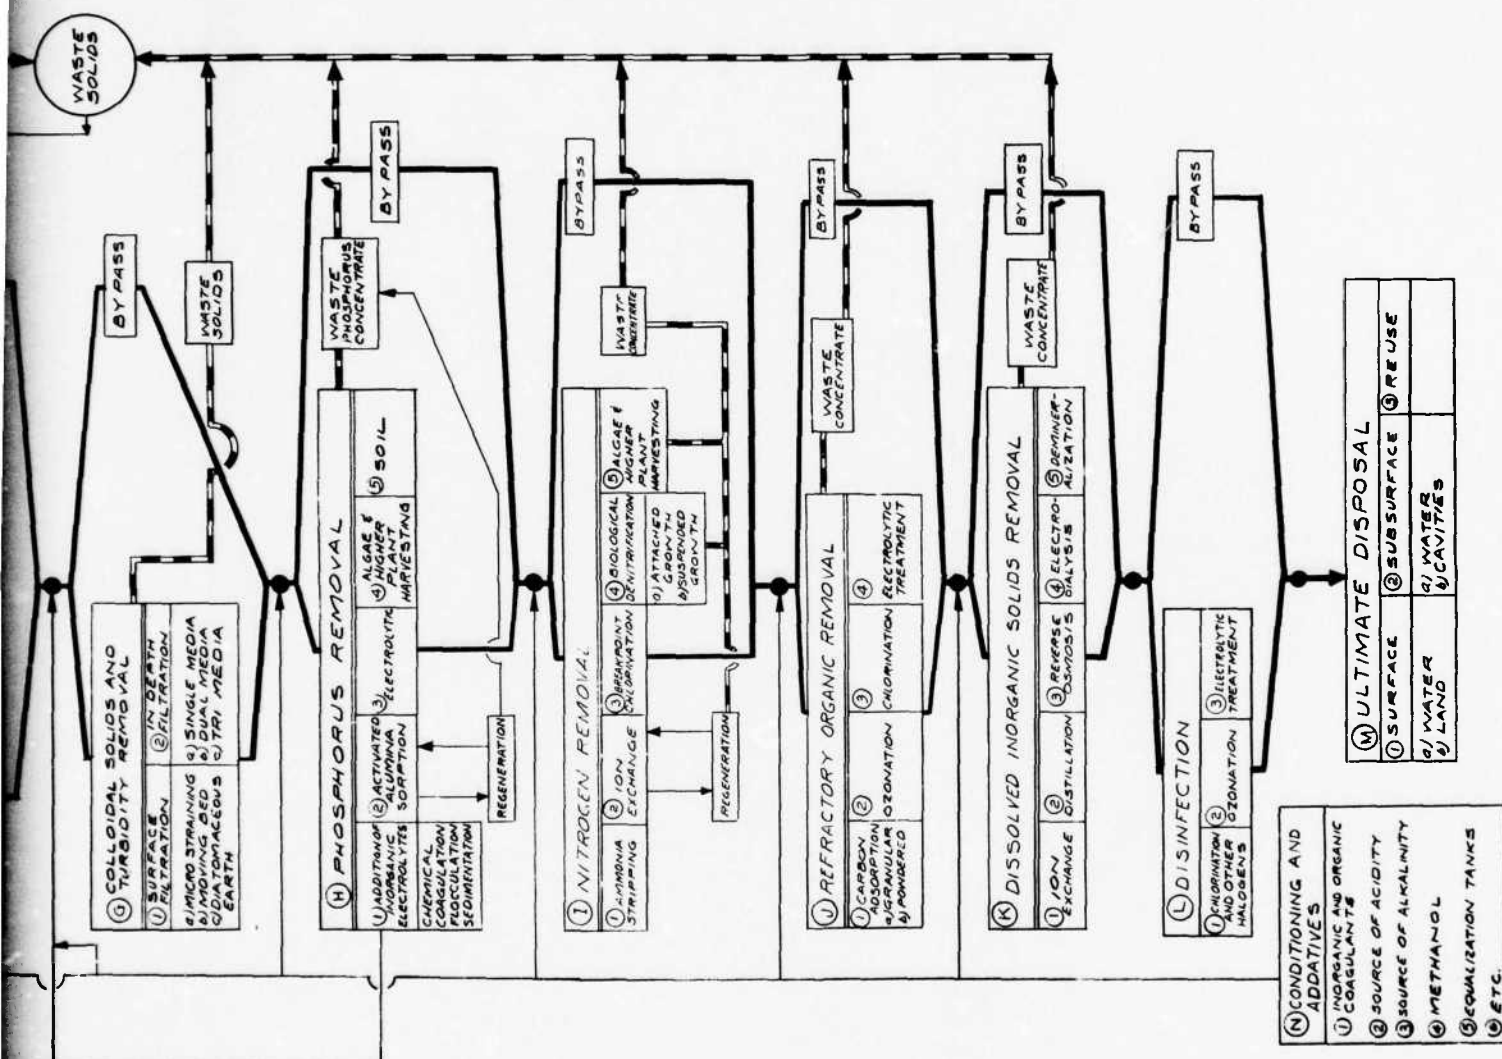 WASTE
SOLIDS
BY PASS
WASTE
SOLIDS
Ⓖ COLLOIDAL SOLIDS AND
TURBIDITY REMOVAL
① SURFACE
FILTRATION
a) MICRO STRAINING
b) MOVING BED
c) DIATOMACEOUS
EARTH
② IN DEPTH
FILTRATION
a) SINGLE MEDIA
b) DUAL MEDIA
c) TRI MEDIA
BY PASS
WASTE
PHOSPHORUS
CONCENTRATE
Ⓗ PHOSPHORUS REMOVAL
① ADDITION OF
INORGANIC
ELECTROLYTES
CHEMICAL
COAGULATION
FLOCCULATION
SEDIMENTATION
② ACTIVATED
ALUMINIA
SORPTION
③ ELECTROLYTIC
ALGAE &
④ HIGHER
PLANT
HARVESTING
⑤ SOIL
REGENERATION
BYPASS
WASTE
CONCENTRATE
Ⓘ NITROGEN REMOVAL
① AMMONIA
STRIPPING
② ION
EXCHANGE
③ BREAKPOINT
CHLORINATION
④ BIOLOGICAL
DENITRIFICATION
a) ATTACHED
GROWTH
b) SUSPENDED
GROWTH
⑤ ALGAE &
HIGHER
PLANT
HARVESTING
REGENERATION
BYPASS
WASTE
CONCENTRATE
Ⓙ REFRACTORY ORGANIC REMOVAL
① CARBON
ADSORPTION
a) GRANULAR
b) POWDERED
② OZONATION
③ CHLORINATION
④ ELECTROLYTIC
TREATMENT
BY PASS
WASTE
CONCENTRATE
Ⓚ DISSOLVED INORGANIC SOLIDS REMOVAL
① ION
EXCHANGE
② DISTILLATION
③ REVERSE
OSMOSIS
④ ELECTRO-
DIALYSIS
⑤ DEMINER-
ALIZATION
BYPASS
Ⓛ DISINFECTION
① CHLORINATION
AND OTHER
HALOGENS
② OZONATION
③ ELECTROLYTIC
TREATMENT
Ⓜ ULTIMATE DISPOSAL
① SURFACE
② SUBSURFACE
③ RE USE
a) WATER
b) LAND
a) WATER
b) CAVITIES
Ⓝ CONDITIONING AND
ADDATIVES
① INORGANIC AND ORGANIC
COAGULANTS
② SOURCE OF ACIDITY
③ SOURCE OF ALKALINITY
④ METHANOL
⑤ EQUALIZATION TANKS
⑥ ETC.